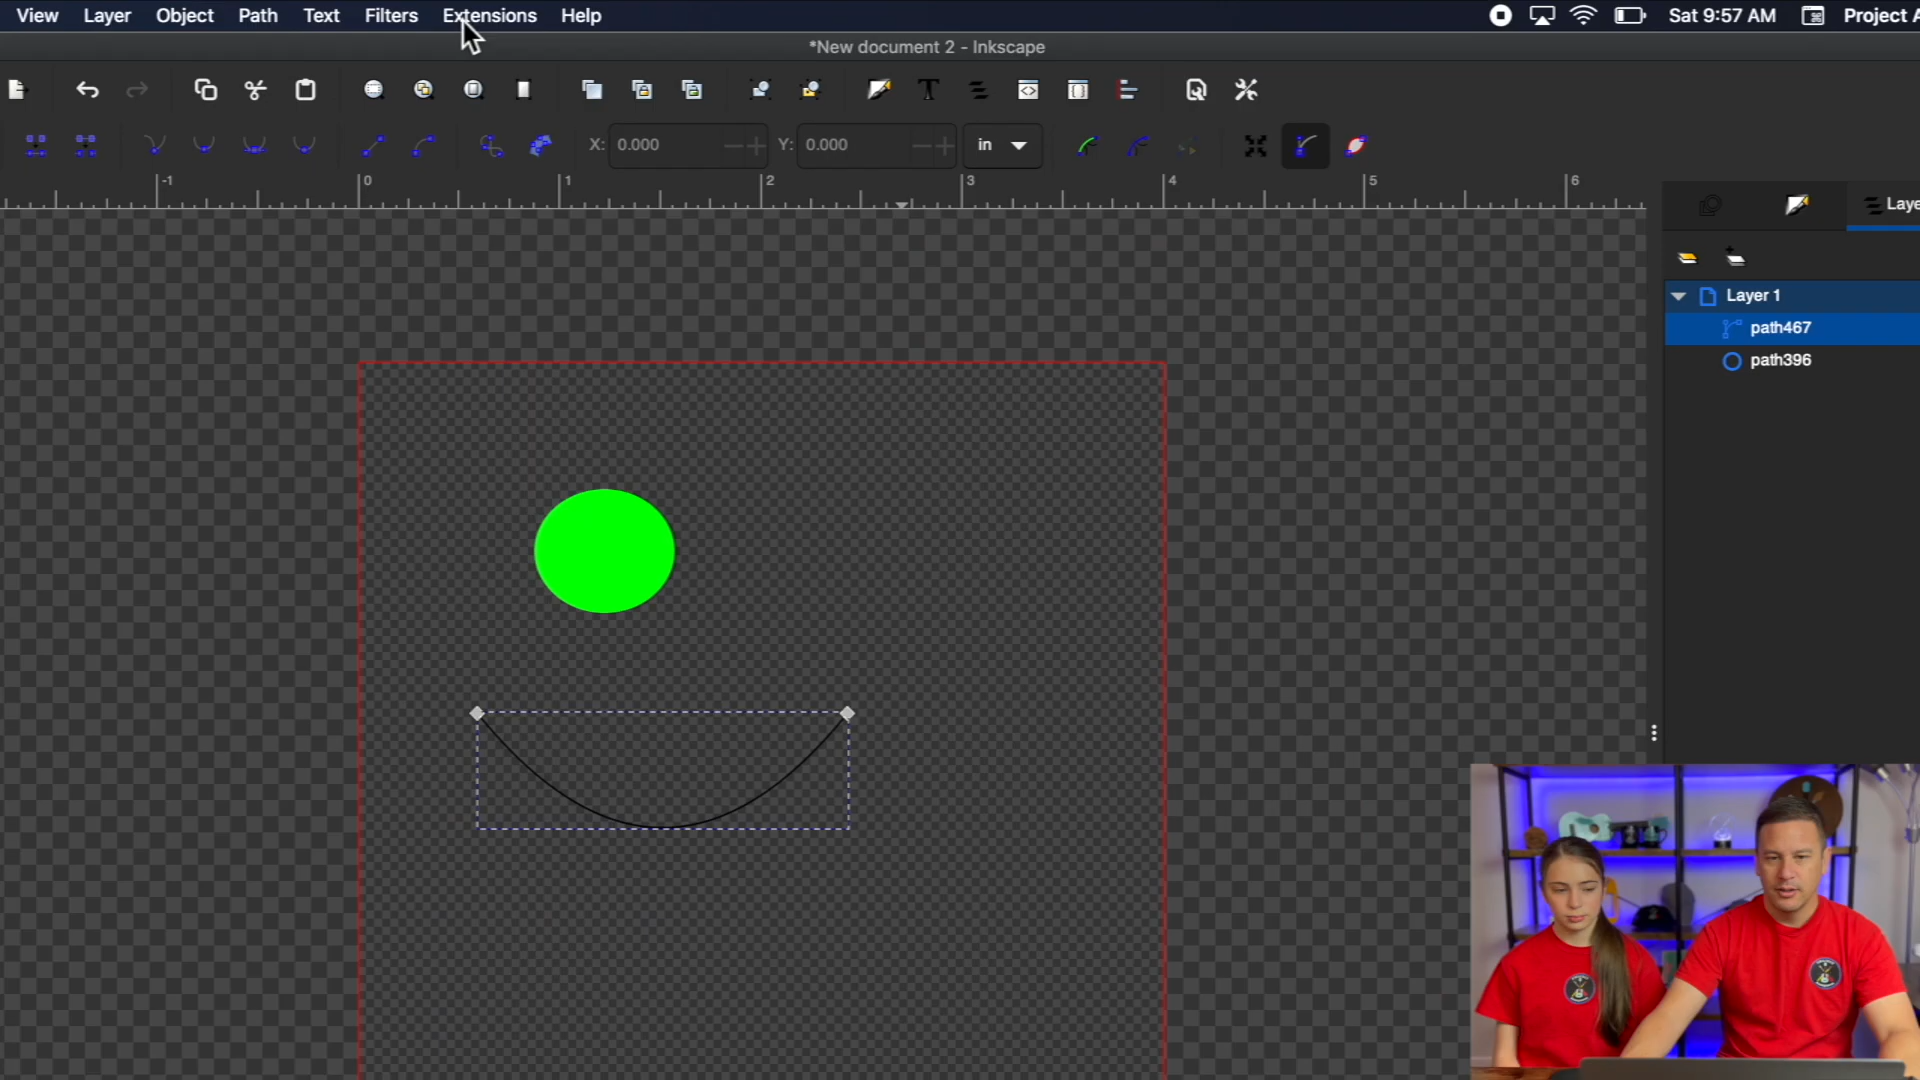 View Layer Object Path Text Filters Extensions Help Sat 9:57 AM Project A
*New document 2 - Inkscape
X: 0.000 Y: 0.000 in
-1 0 1 2 3 4 5 6
Laye
Layer 1
path467
path396